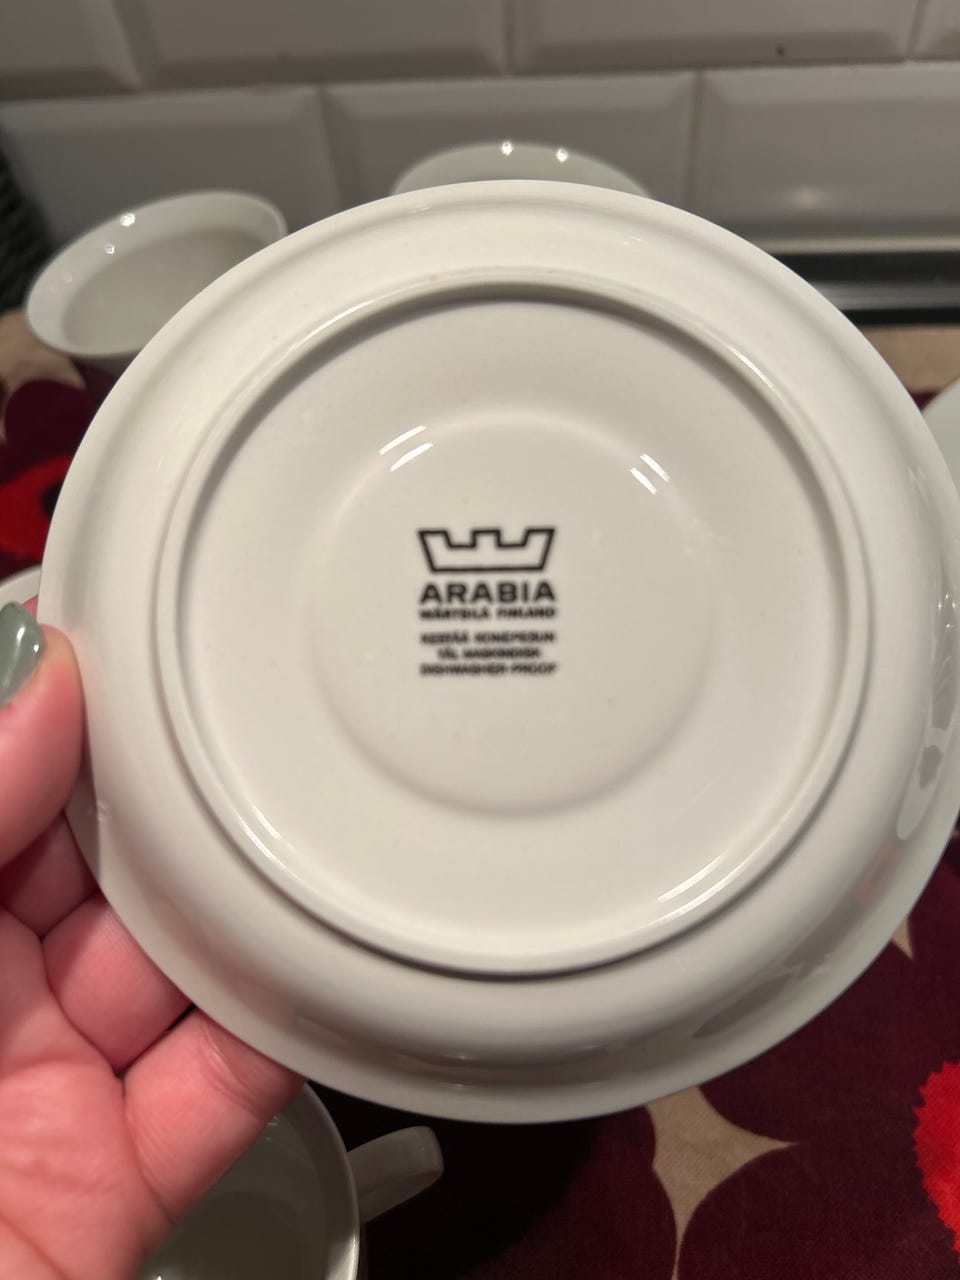 ARABIA
WÄRTSILÄ FINLAND
KESTÄÄ KONEPESUN
TÅL MASKINDISK
DISHWASHER-PROOF